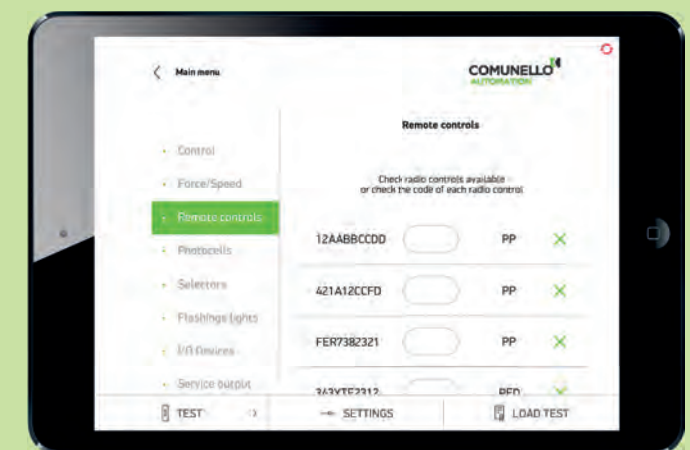 Main menu
COMUNELLO
AUTOMATION
Remote controls
Check radio controls available
or check the code of each radio control
Control
Force/Speed
Remote controls
Photocells
Selectors
Flashings lights
I/O Devices
Service output
12AABBCCDD PP
421A12CCFD PP
FER7382321 PP
343YTE2312 PED
TEST
SETTINGS
LOAD TEST